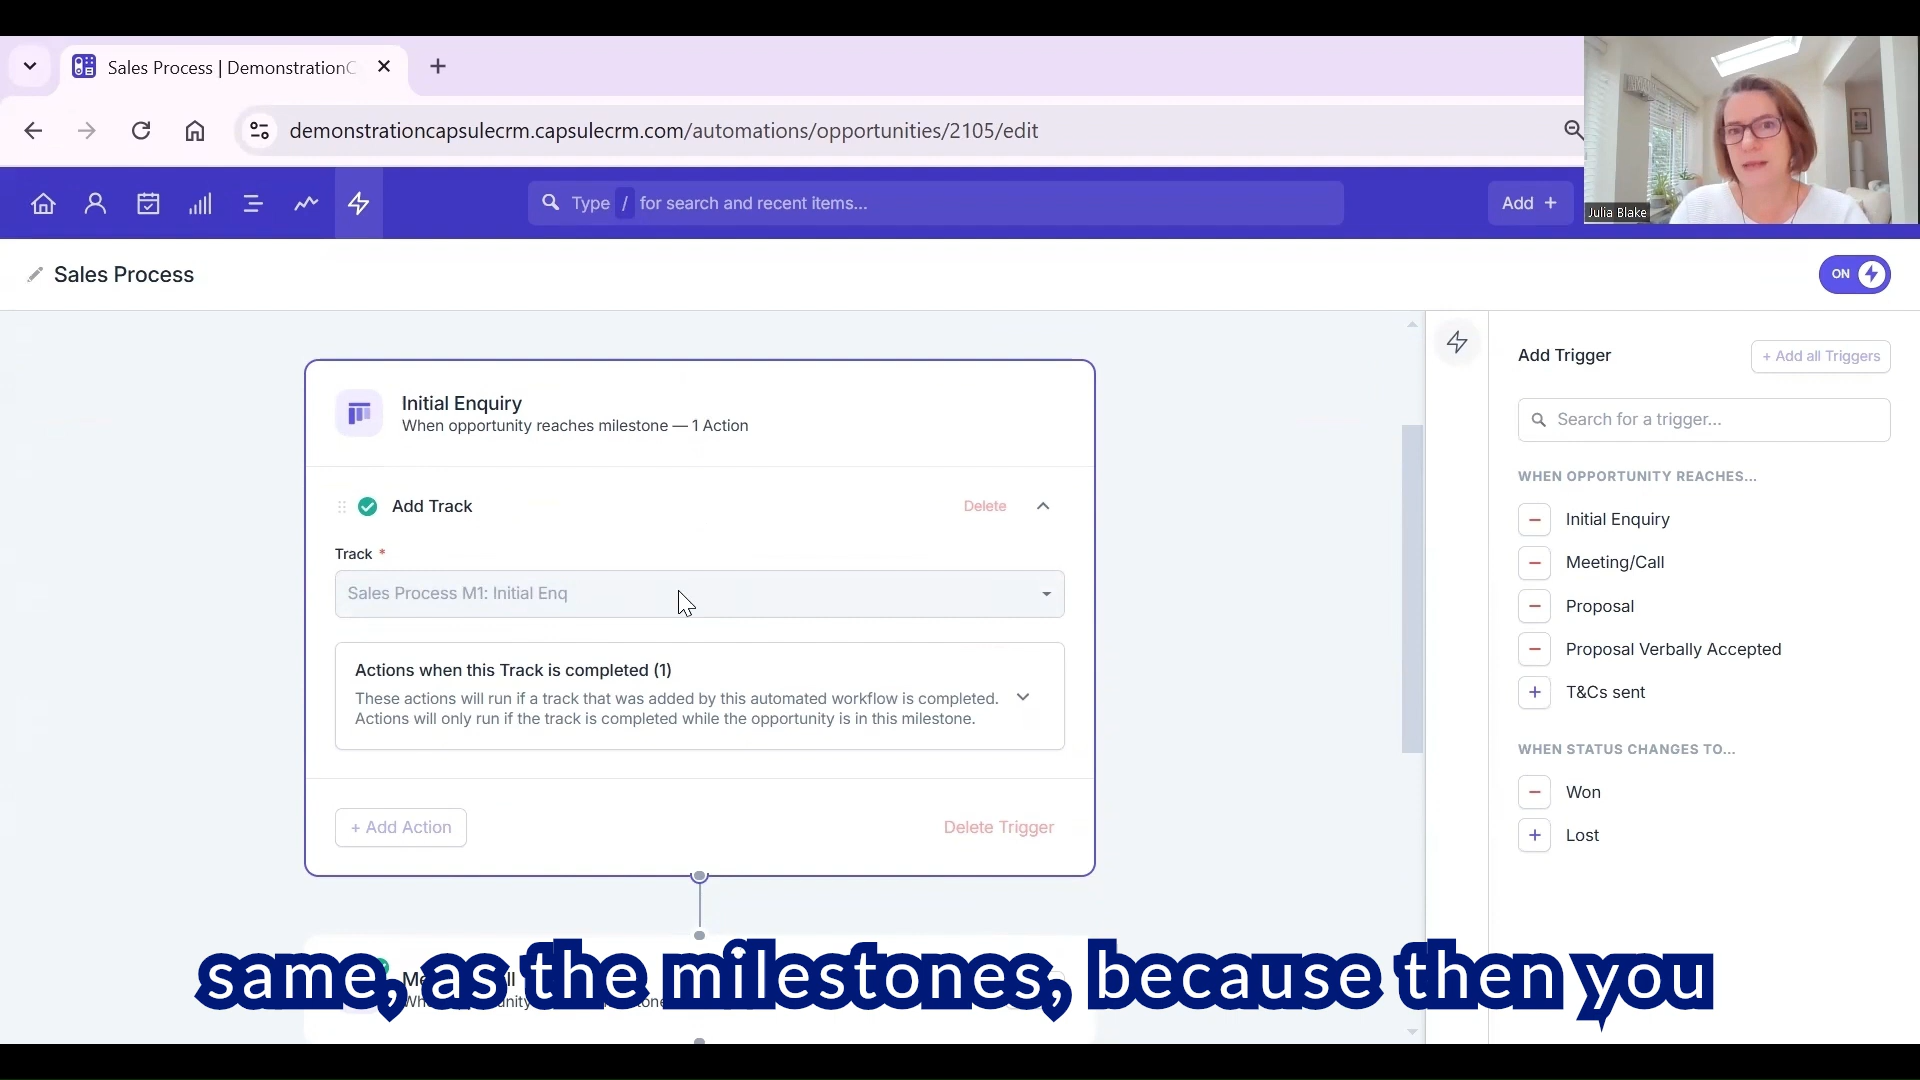 Sales Process | DemonstrationC
demonstrationcapsulecrm.capsulecrm.com/automations/opportunities/2105/edit
Type / for search and recent items...
Add +
Julia Blake
Sales Process
ON
Initial Enquiry
When opportunity reaches milestone — 1 Action
Add Track
Delete
Track *
Sales Process M1: Initial Enq
Actions when this Track is completed (1)
These actions will run if a track that was added by this automated workflow is completed.
Actions will only run if the track is completed while the opportunity is in this milestone.
+ Add Action
Delete Trigger
Add Trigger
+ Add all Triggers
Search for a trigger...
WHEN OPPORTUNITY REACHES...
Initial Enquiry
Meeting/Call
Proposal
Proposal Verbally Accepted
T&Cs sent
WHEN STATUS CHANGES TO...
Won
Lost
same, as the milestones, because then you